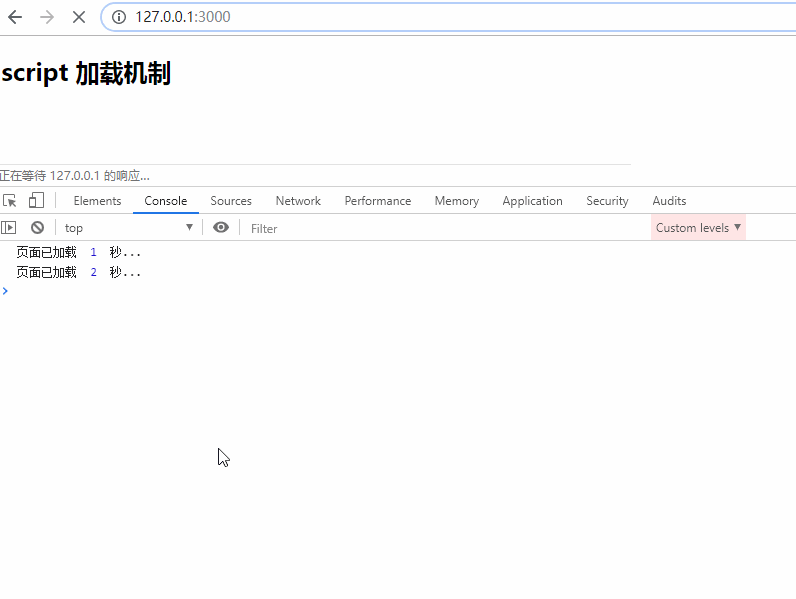 127.0.0.1:3000
script 加载机制
正在等待 127.0.0.1 的响应...
Elements Console Sources Network Performance Memory Application Security Audits
top Filter Custom levels
页面已加载 1 秒...
页面已加载 2 秒...